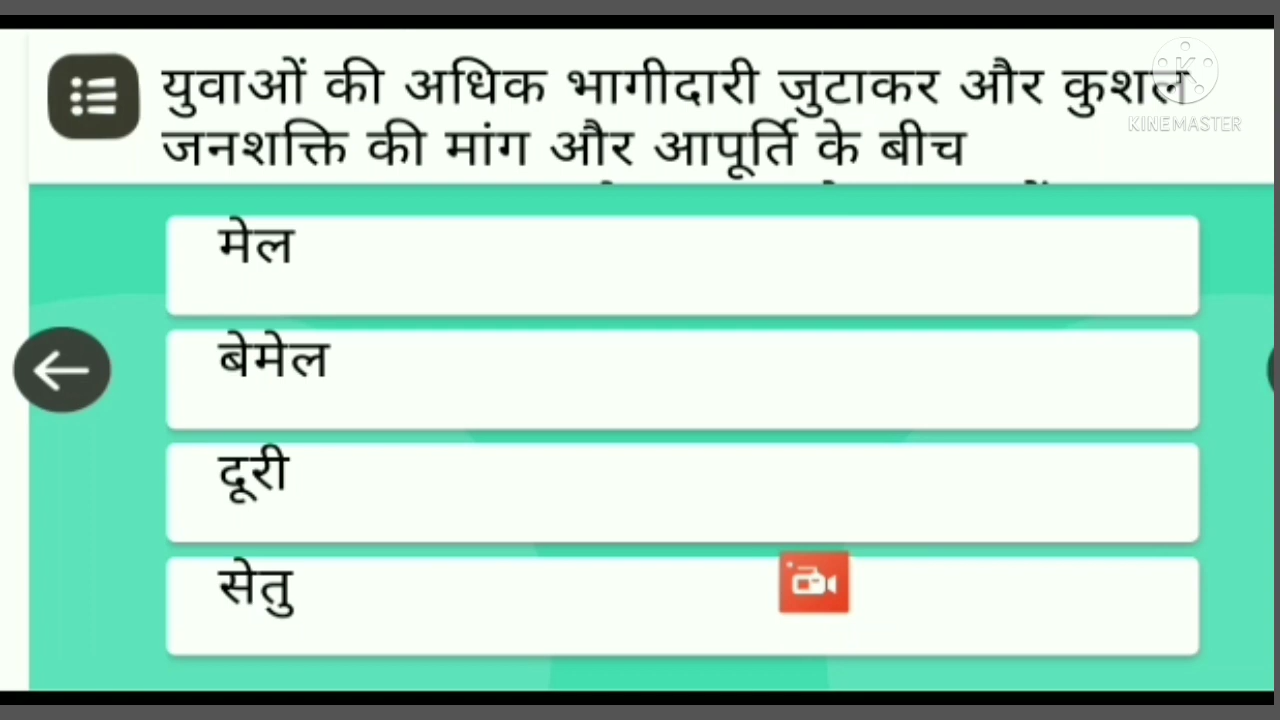 युवाओं की अधिक भागीदारी जुटाकर और कुशल
KINEMASTER
जनशक्ति की मांग और आपूर्ति के बीच
मेल
बेमेल
दूरी
सेतु